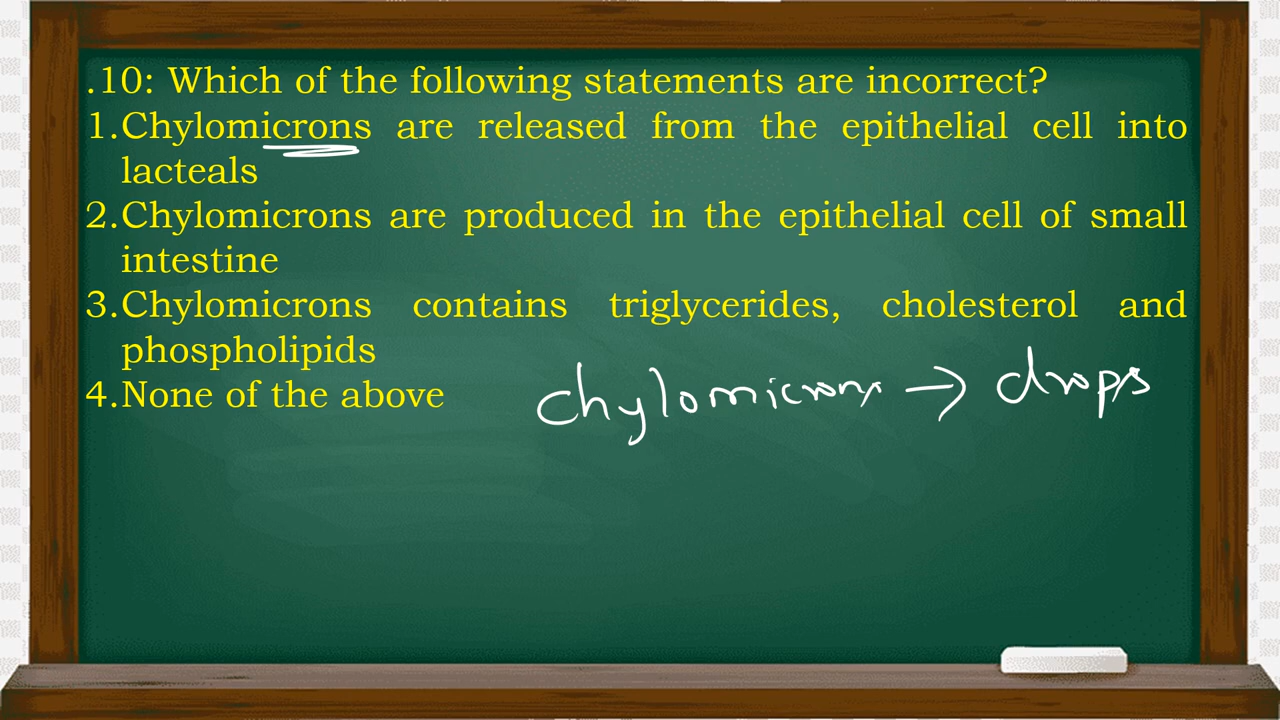 .10: Which of the following statements are incorrect?
1.Chylomicrons are released from the epithelial cell into
lacteals
2.Chylomicrons are produced in the epithelial cell of small
intestine
3.Chylomicrons contains triglycerides, cholesterol and
phospholipids
4.None of the above
chylomicrons → drops